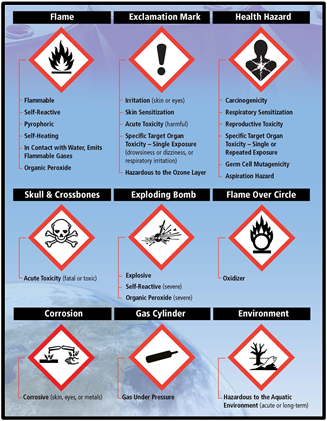 Flame
Flammable
Self-Reactive
Pyrophoric
Self-Heating
In Contact with Water, Emits
Flammable Gases
Organic Peroxide
Exclamation Mark
Irritation (skin or eyes)
Skin Sensitization
Acute Toxicity (harmful)
Specific Target Organ
Toxicity – Single Exposure
(drowsiness or dizziness, or
respiratory irritation)
Hazardous to the Ozone Layer
Health Hazard
Carcinogenicity
Respiratory Sensitization
Reproductive Toxicity
Specific Target Organ
Toxicity – Single or
Repeated Exposure
Germ Cell Mutagenicity
Aspiration Hazard
Skull & Crossbones
Acute Toxicity (fatal or toxic)
Exploding Bomb
Explosive
Self-Reactive (severe)
Organic Peroxide (severe)
Flame Over Circle
Oxidizer
Corrosion
Corrosive (skin, eyes, or metals)
Gas Cylinder
Gas Under Pressure
Environment
Hazardous to the Aquatic
Environment (acute or long-term)